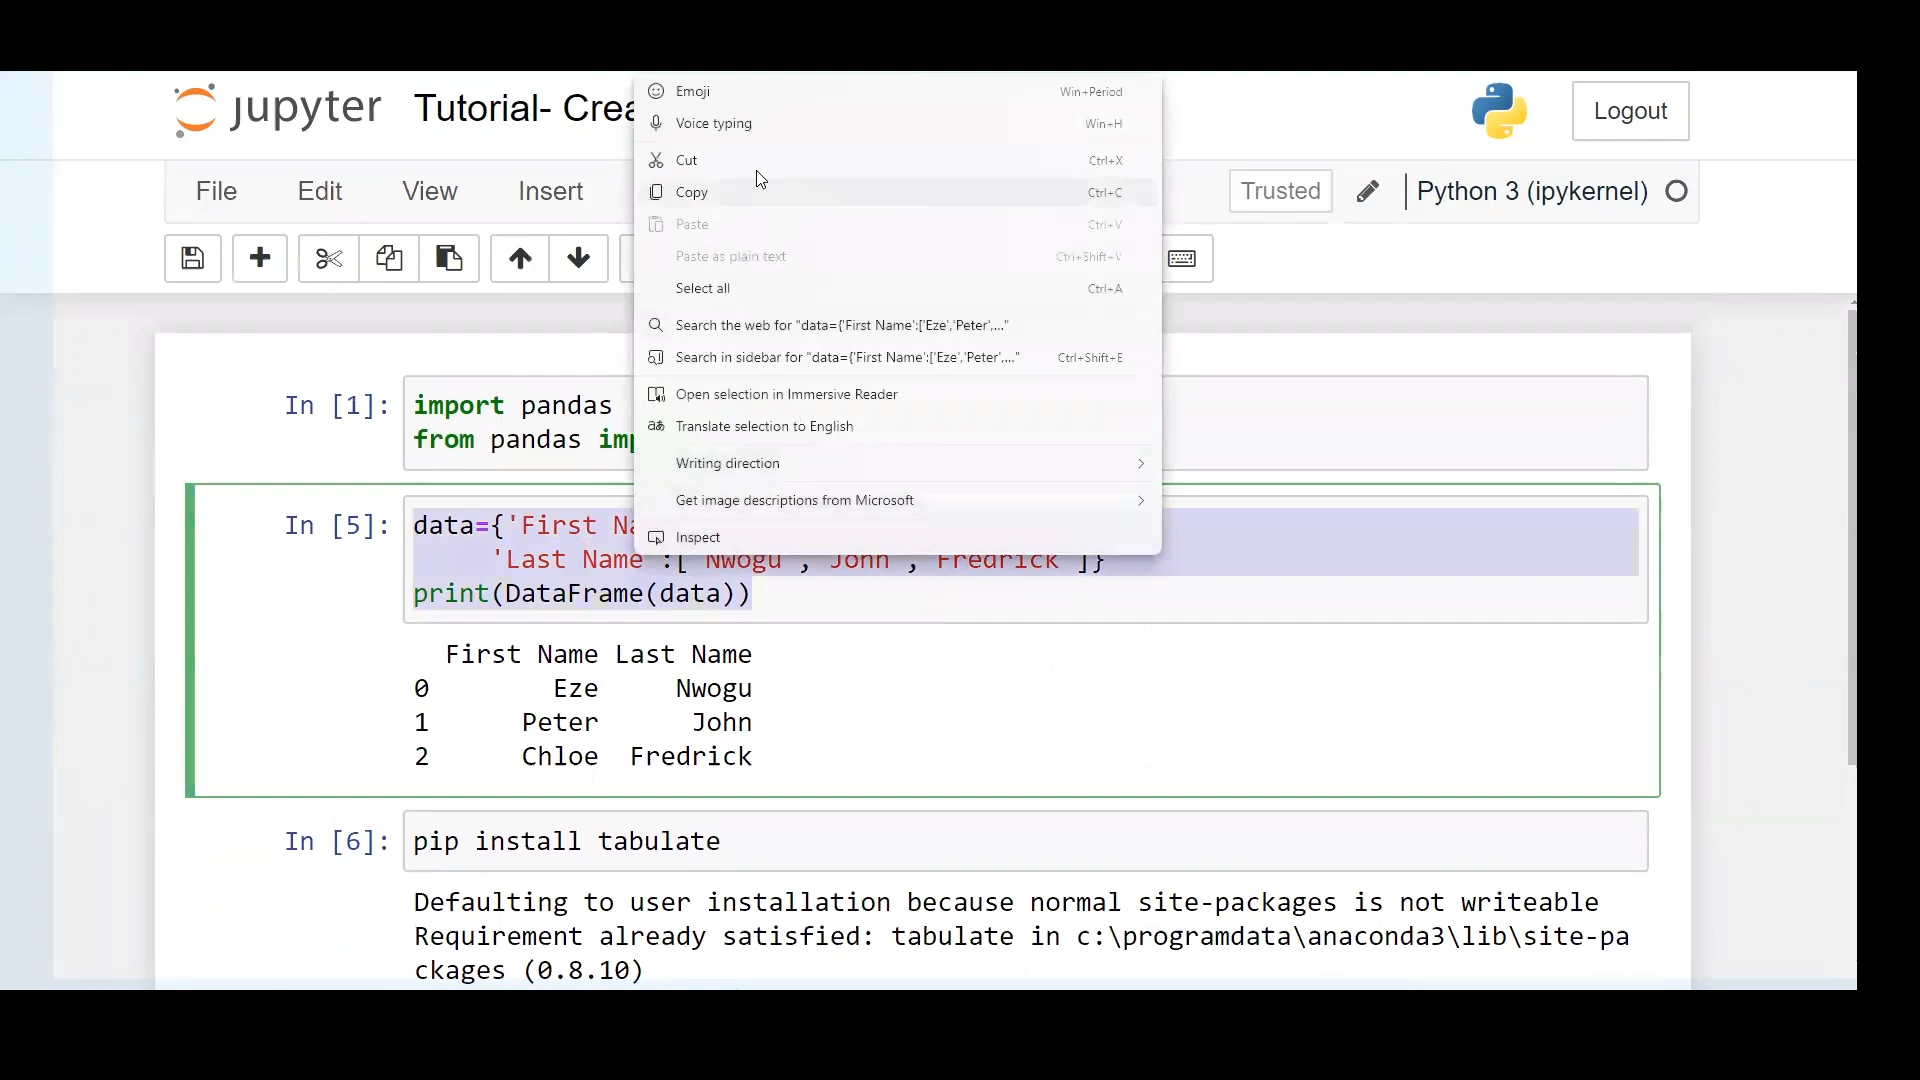 jupyter Tutorial- Crea
Logout
File Edit View Insert
Trusted
Python 3 (ipykernel)
Emoji Win+Period
Voice typing Win+H
Cut Ctrl+X
Copy Ctrl+C
Paste Ctrl+V
Paste as plain text Ctrl+Shift+V
Select all Ctrl+A
Search the web for "data={'First Name':['Eze','Peter',..."
Search in sidebar for "data={'First Name':['Eze','Peter',..." Ctrl+Shift+E
Open selection in Immersive Reader
Translate selection to English
Writing direction
Get image descriptions from Microsoft
Inspect
In [1]: import pandas
from pandas imp
In [5]: data={'First Na
'Last Name':['Nwogu','John','Fredrick']}
print(DataFrame(data))
First Name Last Name
0 Eze Nwogu
1 Peter John
2 Chloe Fredrick
In [6]: pip install tabulate
Defaulting to user installation because normal site-packages is not writeable
Requirement already satisfied: tabulate in c:\programdata\anaconda3\lib\site-pa
ckages (0.8.10)